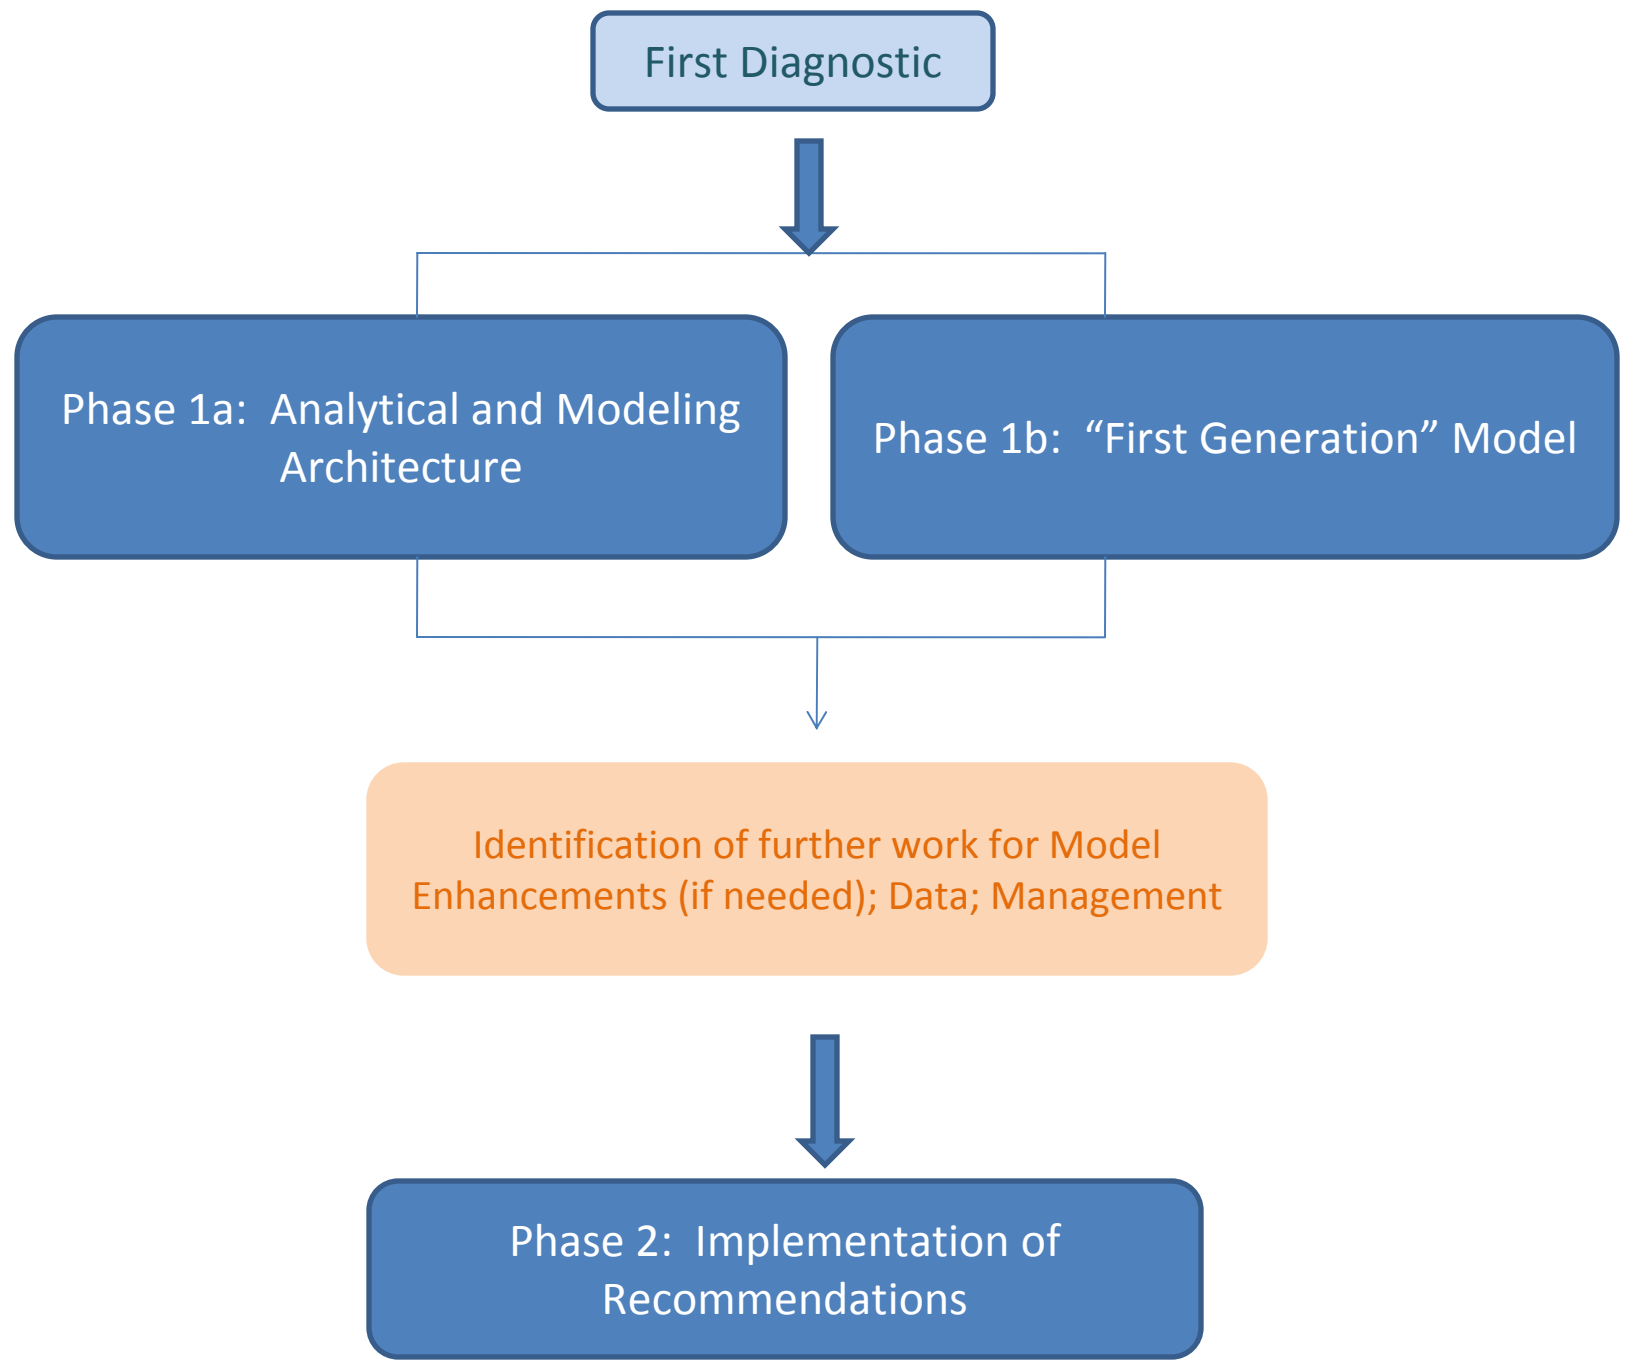 First Diagnostic
Phase 1a:  Analytical and Modeling
Architecture
Phase 1b:  “First Generation” Model
Identification of further work for Model
Enhancements (if needed); Data; Management
Phase 2:  Implementation of
Recommendations